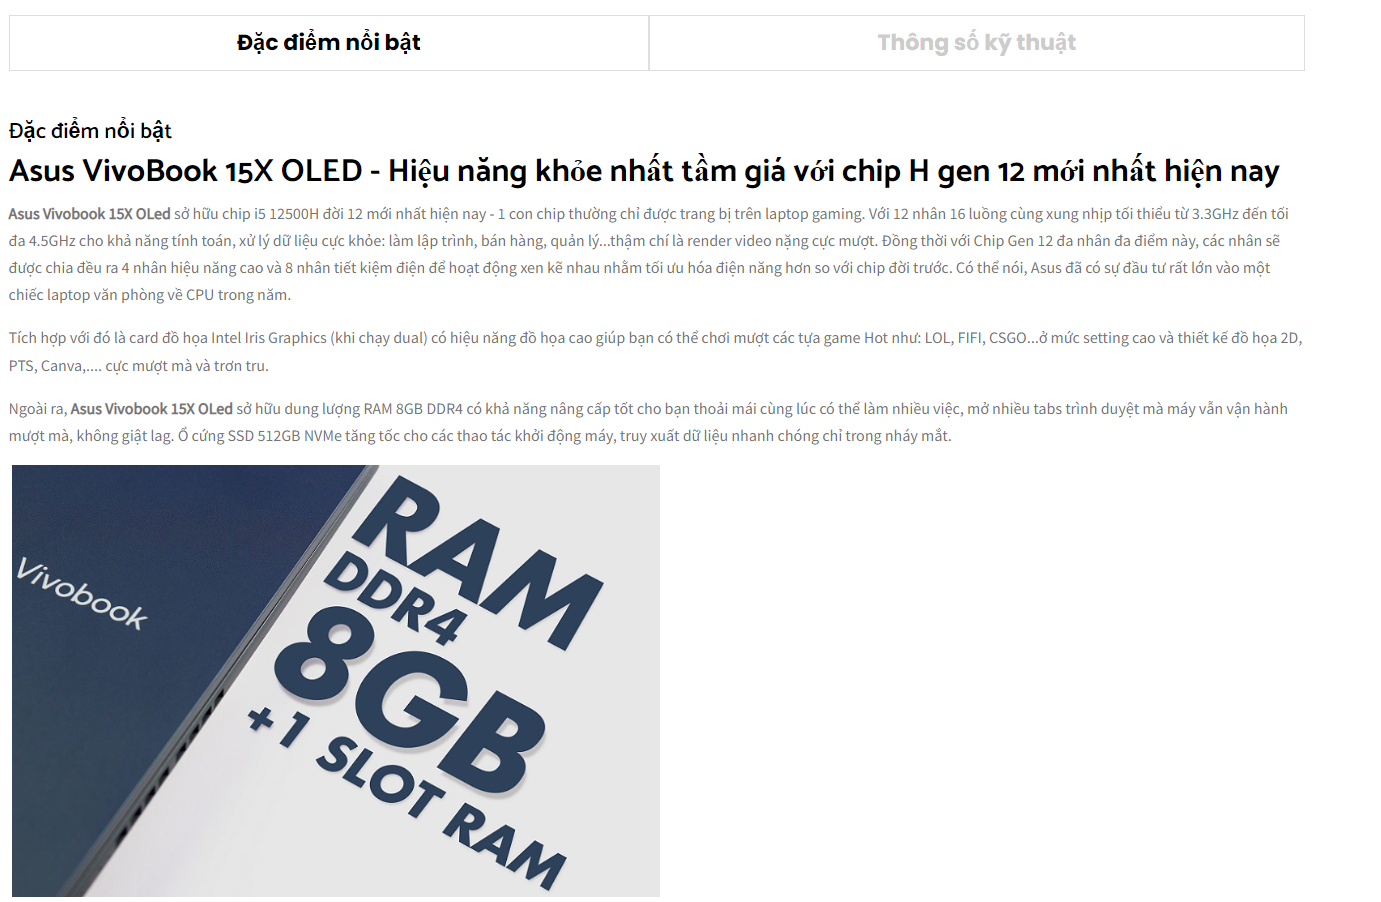 Đặc điểm nổi bật
Thông số kỹ thuật
Đặc điểm nổi bật
Asus VivoBook 15X OLED - Hiệu năng khỏe nhất tầm giá với chip H gen 12 mới nhất hiện nay
Asus Vivobook 15X OLed sở hữu chip i5 12500H đời 12 mới nhất hiện nay - 1 con chip thường chỉ được trang bị trên laptop gaming. Với 12 nhân 16 luồng cùng xung nhịp tối thiểu từ 3.3GHz đến tối
đa 4.5GHz cho khả năng tính toán, xử lý dữ liệu cực khỏe: làm lập trình, bán hàng, quản lý...thậm chí là render video nặng cực mượt. Đồng thời với Chip Gen 12 đa nhân đa điểm này, các nhân sẽ
được chia đều ra 4 nhân hiệu năng cao và 8 nhân tiết kiệm điện để hoạt động xen kẽ nhau nhằm tối ưu hóa điện năng hơn so với chip đời trước. Có thể nói, Asus đã có sự đầu tư rất lớn vào một
chiếc laptop văn phòng về CPU trong năm.
Tích hợp với đó là card đồ họa Intel Iris Graphics (khi chạy dual) có hiệu năng đồ họa cao giúp bạn có thể chơi mượt các tựa game Hot như: LOL, FIFI, CSGO...ở mức setting cao và thiết kế đồ họa 2D,
PTS, Canva,.... cực mượt mà và trơn tru.
Ngoài ra, Asus Vivobook 15X OLed sở hữu dung lượng RAM 8GB DDR4 có khả năng nâng cấp tốt cho bạn thoải mái cùng lúc có thể làm nhiều việc, mở nhiều tabs trình duyệt mà máy vẫn vận hành
mượt mà, không giật lag. Ổ cứng SSD 512GB NVMe tăng tốc cho các thao tác khởi động máy, truy xuất dữ liệu nhanh chóng chỉ trong nháy mắt.
Vivobook
RAM
DDR4
8GB
+1 SLOT RAM